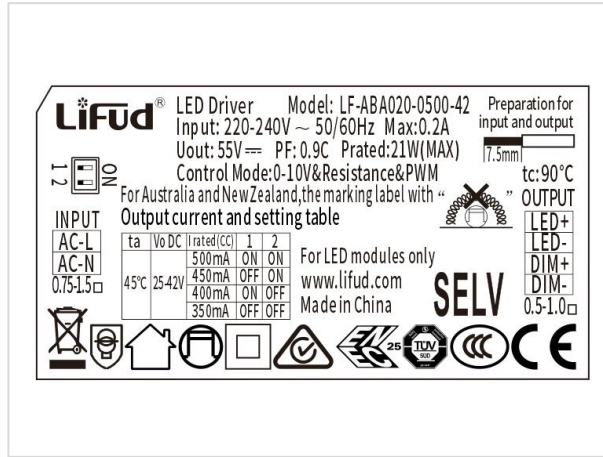 LiFud®
LED Driver Model: LF-ABA020-0500-42
Input: 220-240V ~ 50/60Hz Max:0.2A
Uout: 55V⎓ PF: 0.9C Prated:21W(MAX)
Control Mode:0-10V&Resistance&PWM
Preparation for
input and output
7.5mm
tc:90℃
1 2
ON
For Australia and New Zealand,the marking label with “ ”
Output current and setting table
INPUT
AC-L
AC-N
0.75-1.5□
ta Vo DC I rated(CC) 1 2
45℃ 25-42V 500mA ON ON
450mA OFF ON
400mA ON OFF
350mA OFF OFF
For LED modules only
www.lifud.com
Made in China
SELV
OUTPUT
LED+
LED-
DIM+
DIM-
0.5-1.0□
ENEC 25
TÜV
SÜD
CCC
CE